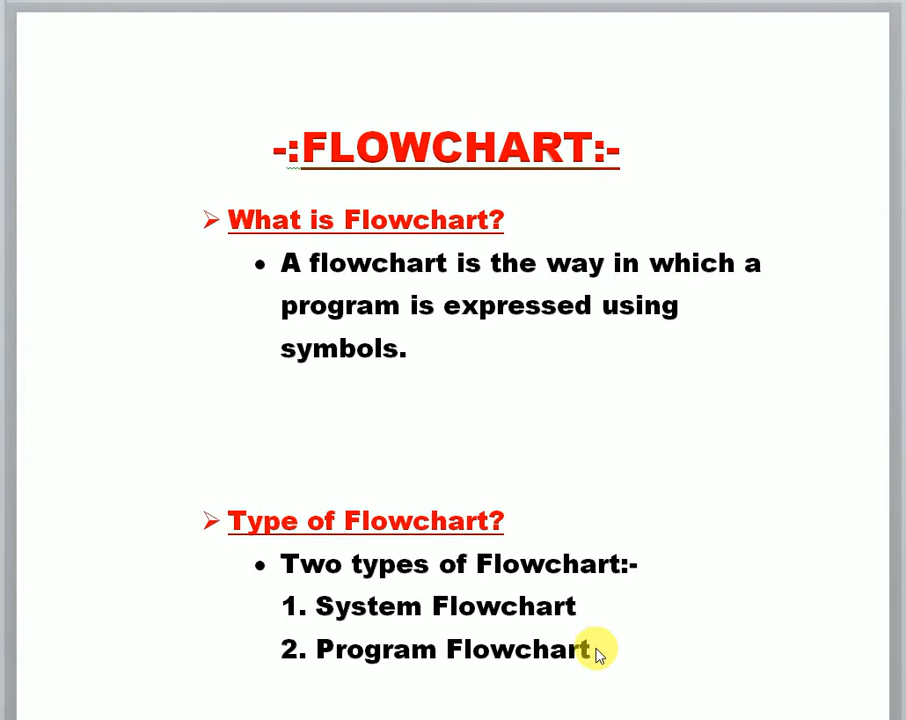 -:FLOWCHART:-
What is Flowchart?
A flowchart is the way in which a
program is expressed using
symbols.
Type of Flowchart?
Two types of Flowchart:-
1. System Flowchart
2. Program Flowchart